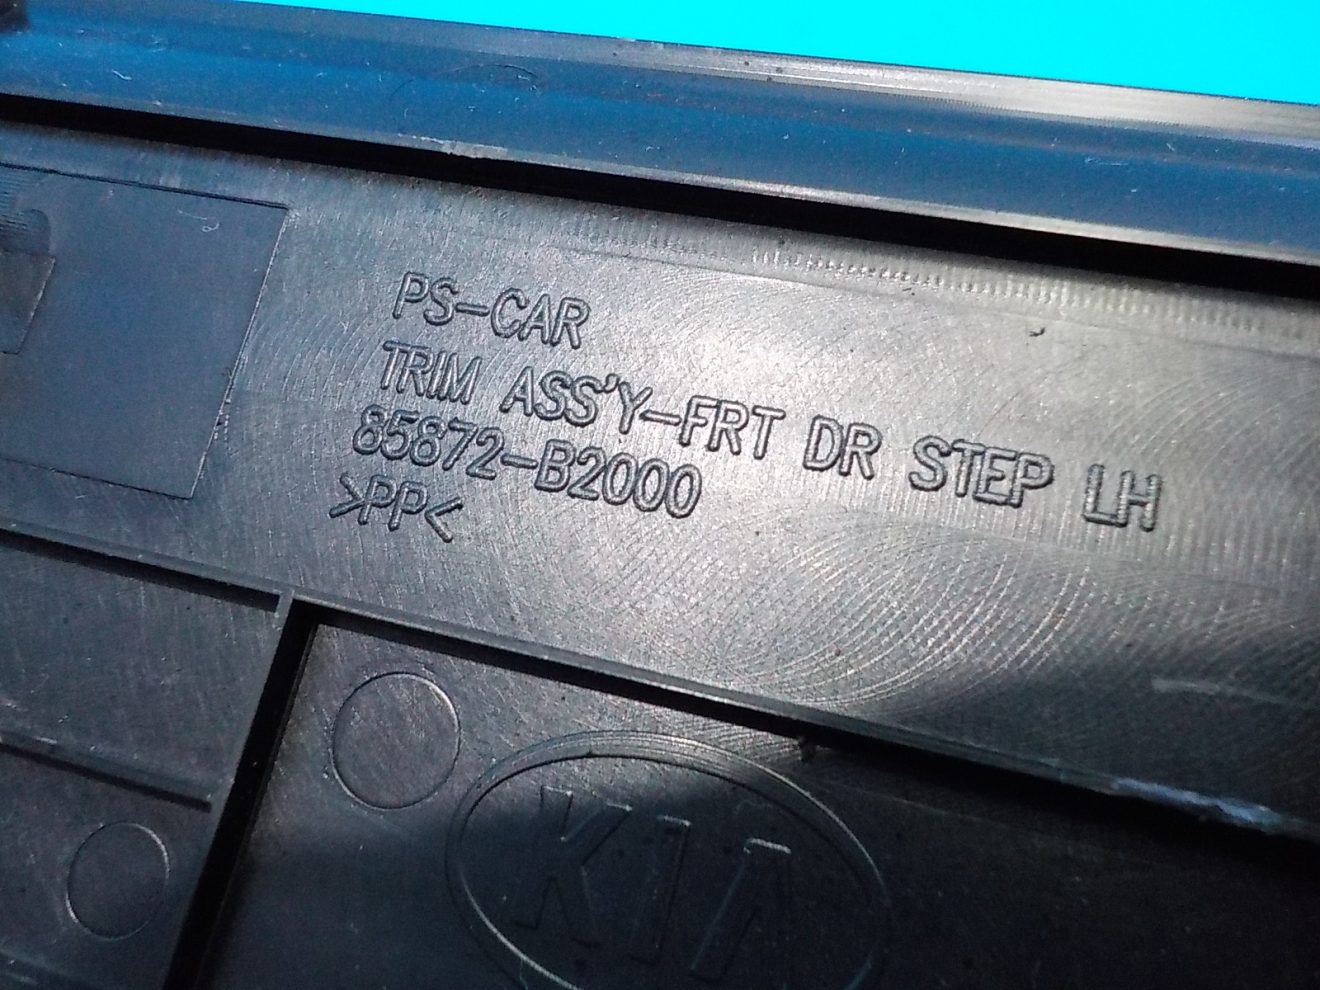 PS-CAR
TRIM ASS'Y-FRT DR STEP LH
85872-B2000
>PP<
KIA